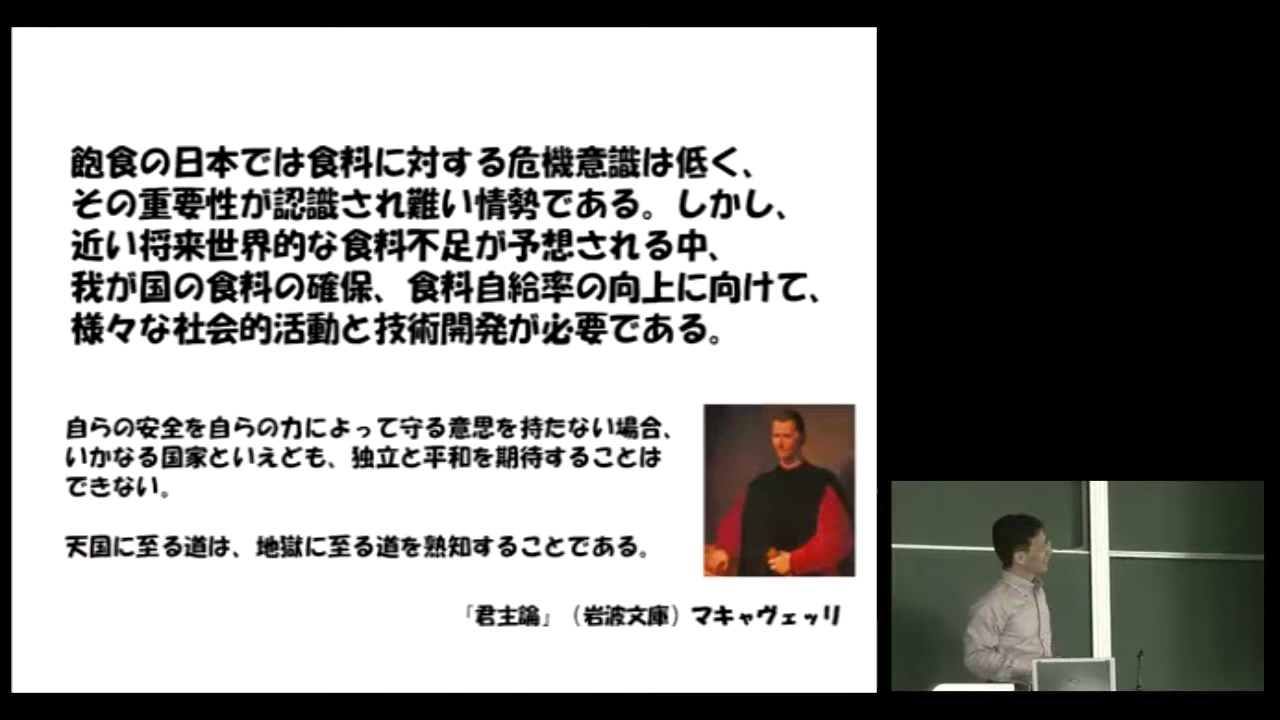 飽食の日本では食料に対する危機意識は低く、
その重要性が認識され難い情勢である。しかし、
近い将来世界的な食料不足が予想される中、
我が国の食料の確保、食料自給率の向上に向けて、
様々な社会的活動と技術開発が必要である。
自らの安全を自らの力によって守る意思を持たない場合、
いかなる国家といえども、独立と平和を期待することは
できない。
天国に至る道は、地獄に至る道を熟知することである。
「君主論」（岩波文庫）マキャヴェッリ